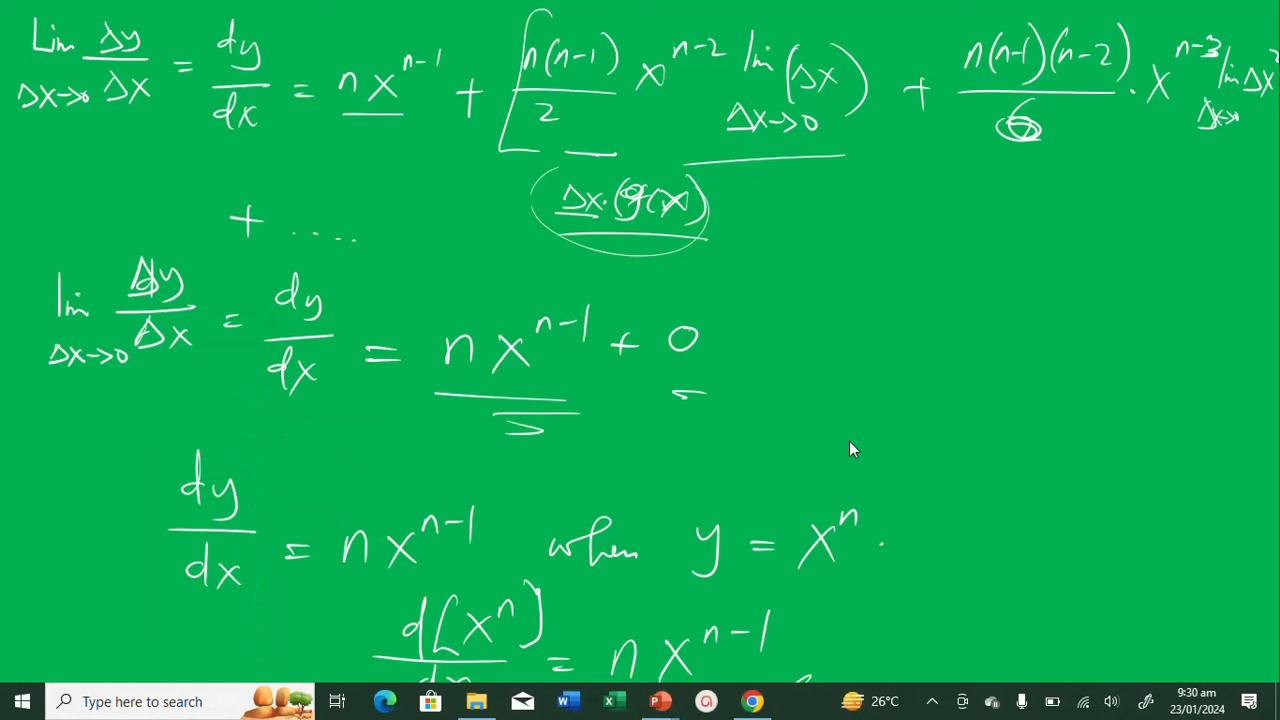 Lim Δy/Δx = dy/dx = nx^n-1 + [n(n-1)/2 x^n-2 lim (Δx) + n(n-1)(n-2)/6 . x^n-3 lim Δx²
Δx→0 Δx→0 Δx→
Δx.(g(x))
+ .....
lim Δy/Δx = dy/dx = nx^n-1 + 0
Δx→0
dy/dx = nx^n-1 when y = x^n.
d[x^n]/dx = nx^n-1
Type here to search
26°C
9:30 am
23/01/2024